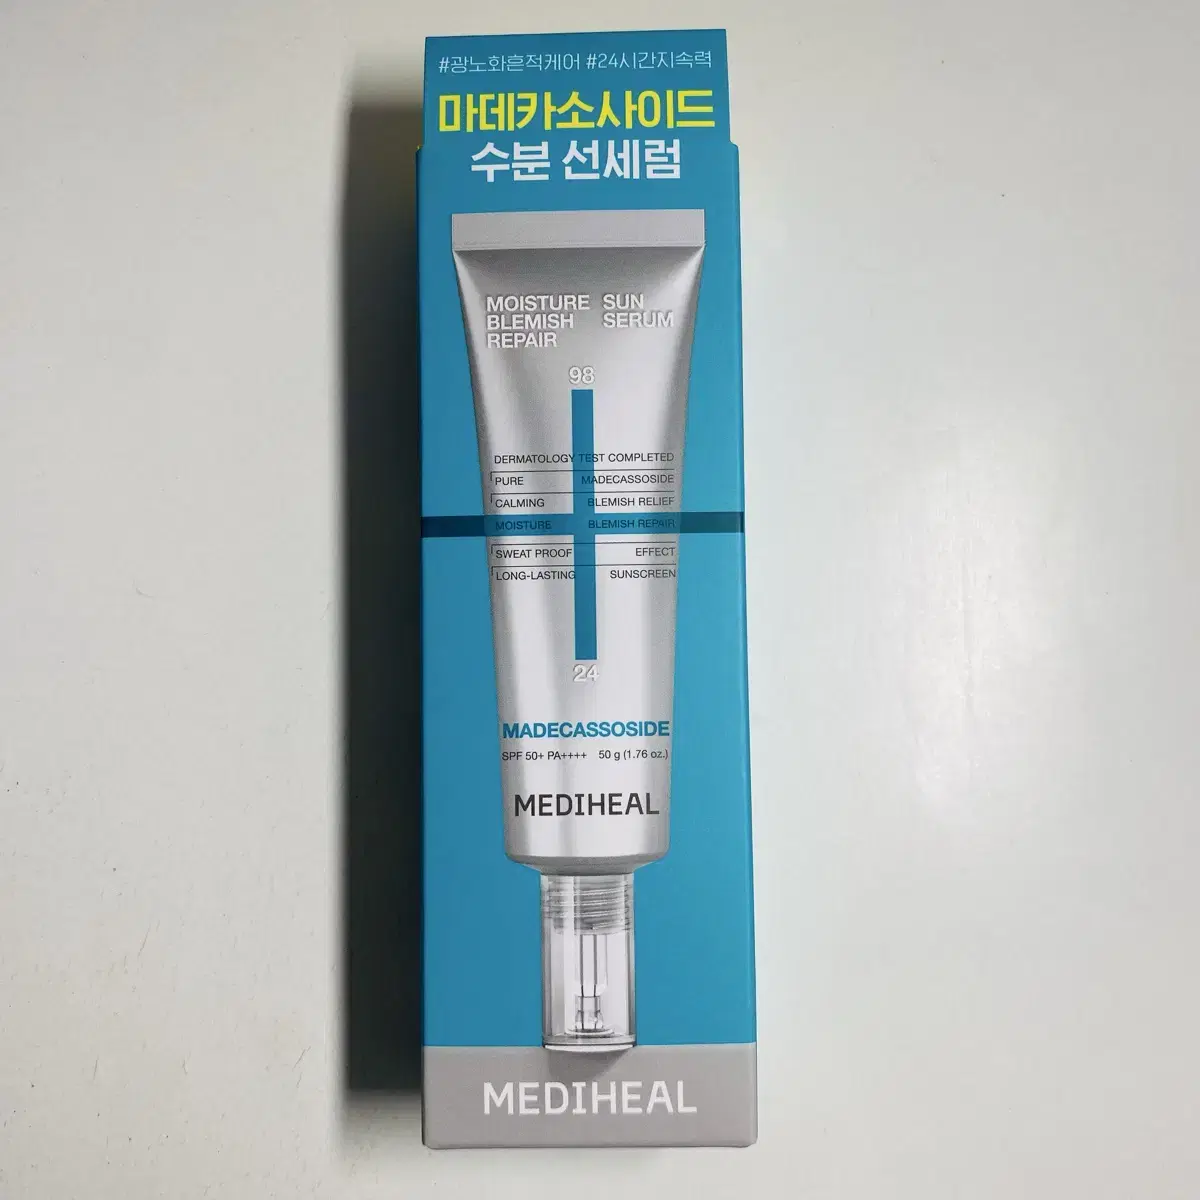 #광노화흔적케어 #24시간지속력
마데카소사이드
수분 선세럼
MOISTURE SUN
BLEMISH SERUM
REPAIR
98
DERMATOLOGY TEST COMPLETED
PURE MADECASSOSIDE
CALMING BLEMISH RELIEF
MOISTURE BLEMISH REPAIR
SWEAT PROOF EFFECT
LONG-LASTING SUNSCREEN
24
MADECASSOSIDE
SPF 50+ PA++++ 50 g (1.76 oz.)
MEDIHEAL
MEDIHEAL